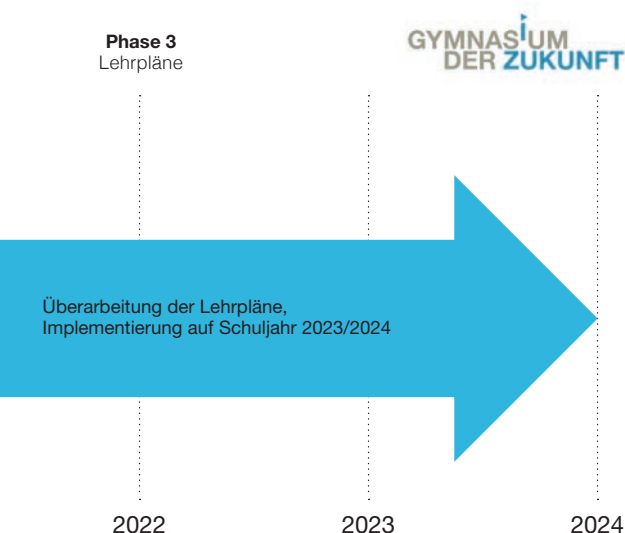 Phase 3
Lehrpläne
GYMNASIUM
DER ZUKUNFT
Überarbeitung der Lehrpläne,
Implementierung auf Schuljahr 2023/2024
2022
2023
2024